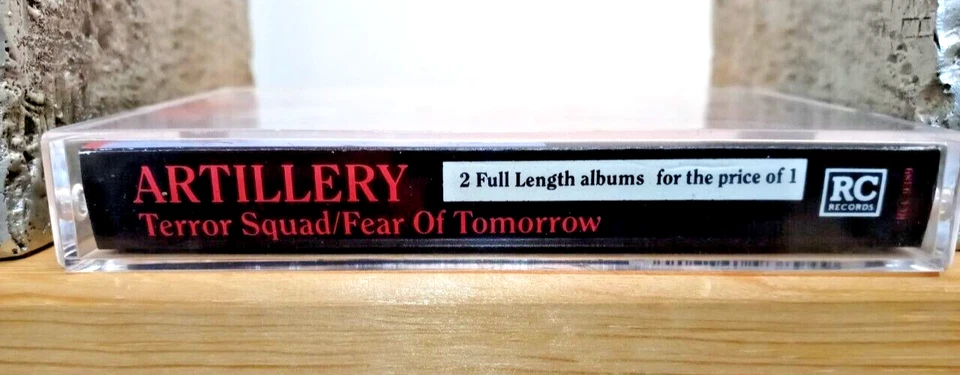 ARTILLERY
2 Full Length albums for the price of 1
Terror Squad/Fear Of Tomorrow
RC
RECORDS